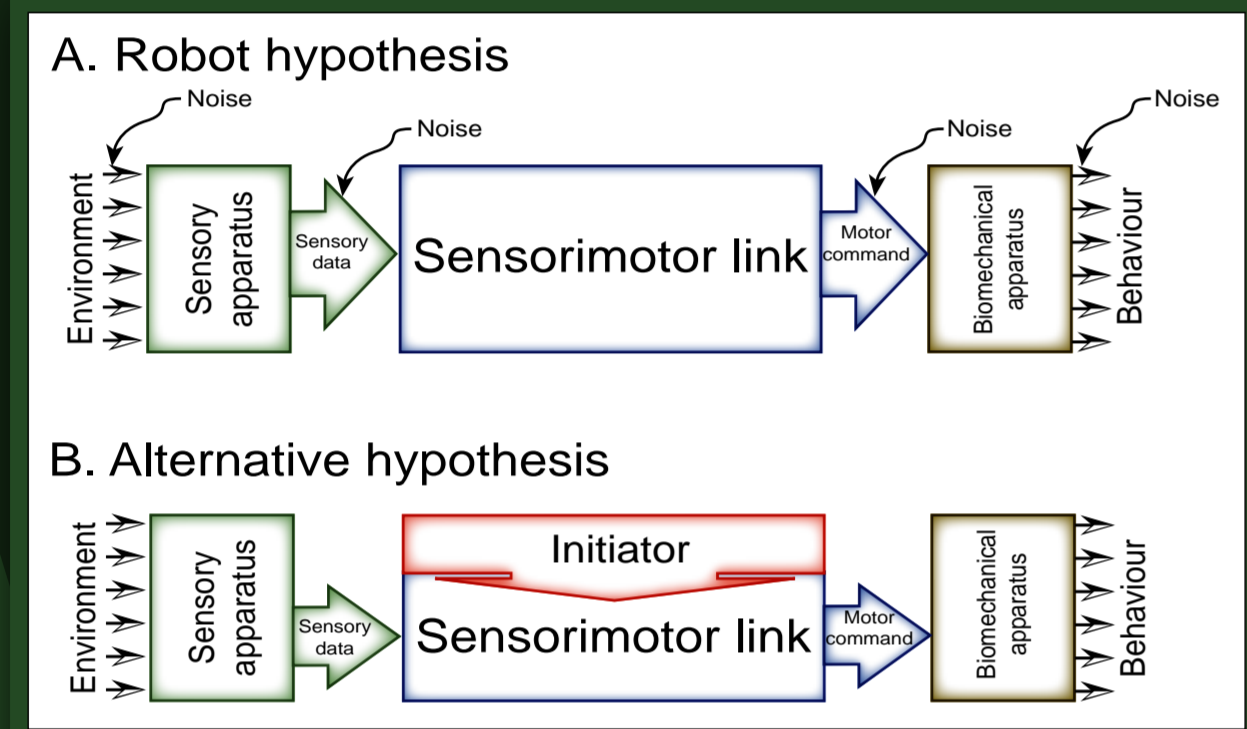 A. Robot hypothesis
Noise
Noise
Noise
Noise
Environment
Sensory
apparatus
Sensory
data
Sensorimotor link
Motor
command
Biomechanical
apparatus
Behaviour
B. Alternative hypothesis
Environment
Sensory
apparatus
Sensory
data
Initiator
Sensorimotor link
Motor
command
Biomechanical
apparatus
Behaviour